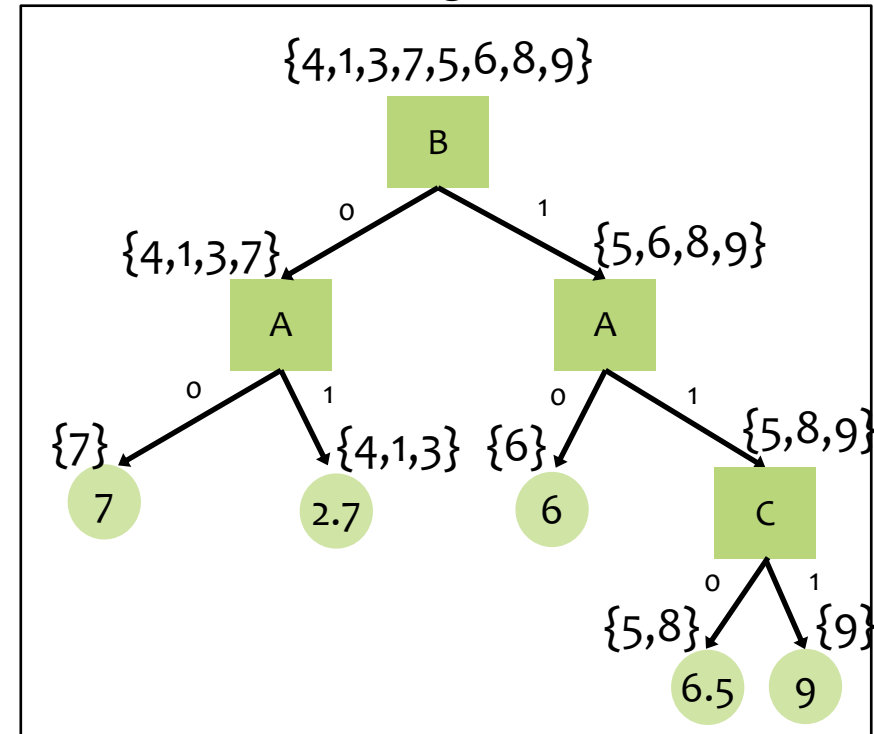 {4,1,3,7,5,6,8,9}
B
0 1
{4,1,3,7} {5,6,8,9}
A A
0 1 0 1
{7} {4,1,3} {6} {5,8,9}
7 2.7 6 C
0 1
{5,8} {9}
6.5 9